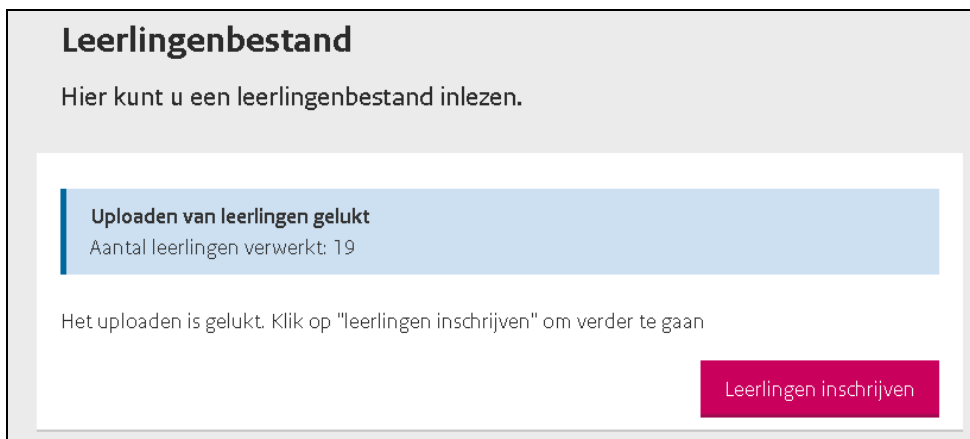 Leerlingenbestand
Hier kunt u een leerlingenbestand inlezen.
Uploaden van leerlingen gelukt
Aantal leerlingen verwerkt: 19
Het uploaden is gelukt. Klik op "leerlingen inschrijven" om verder te gaan
Leerlingen inschrijven